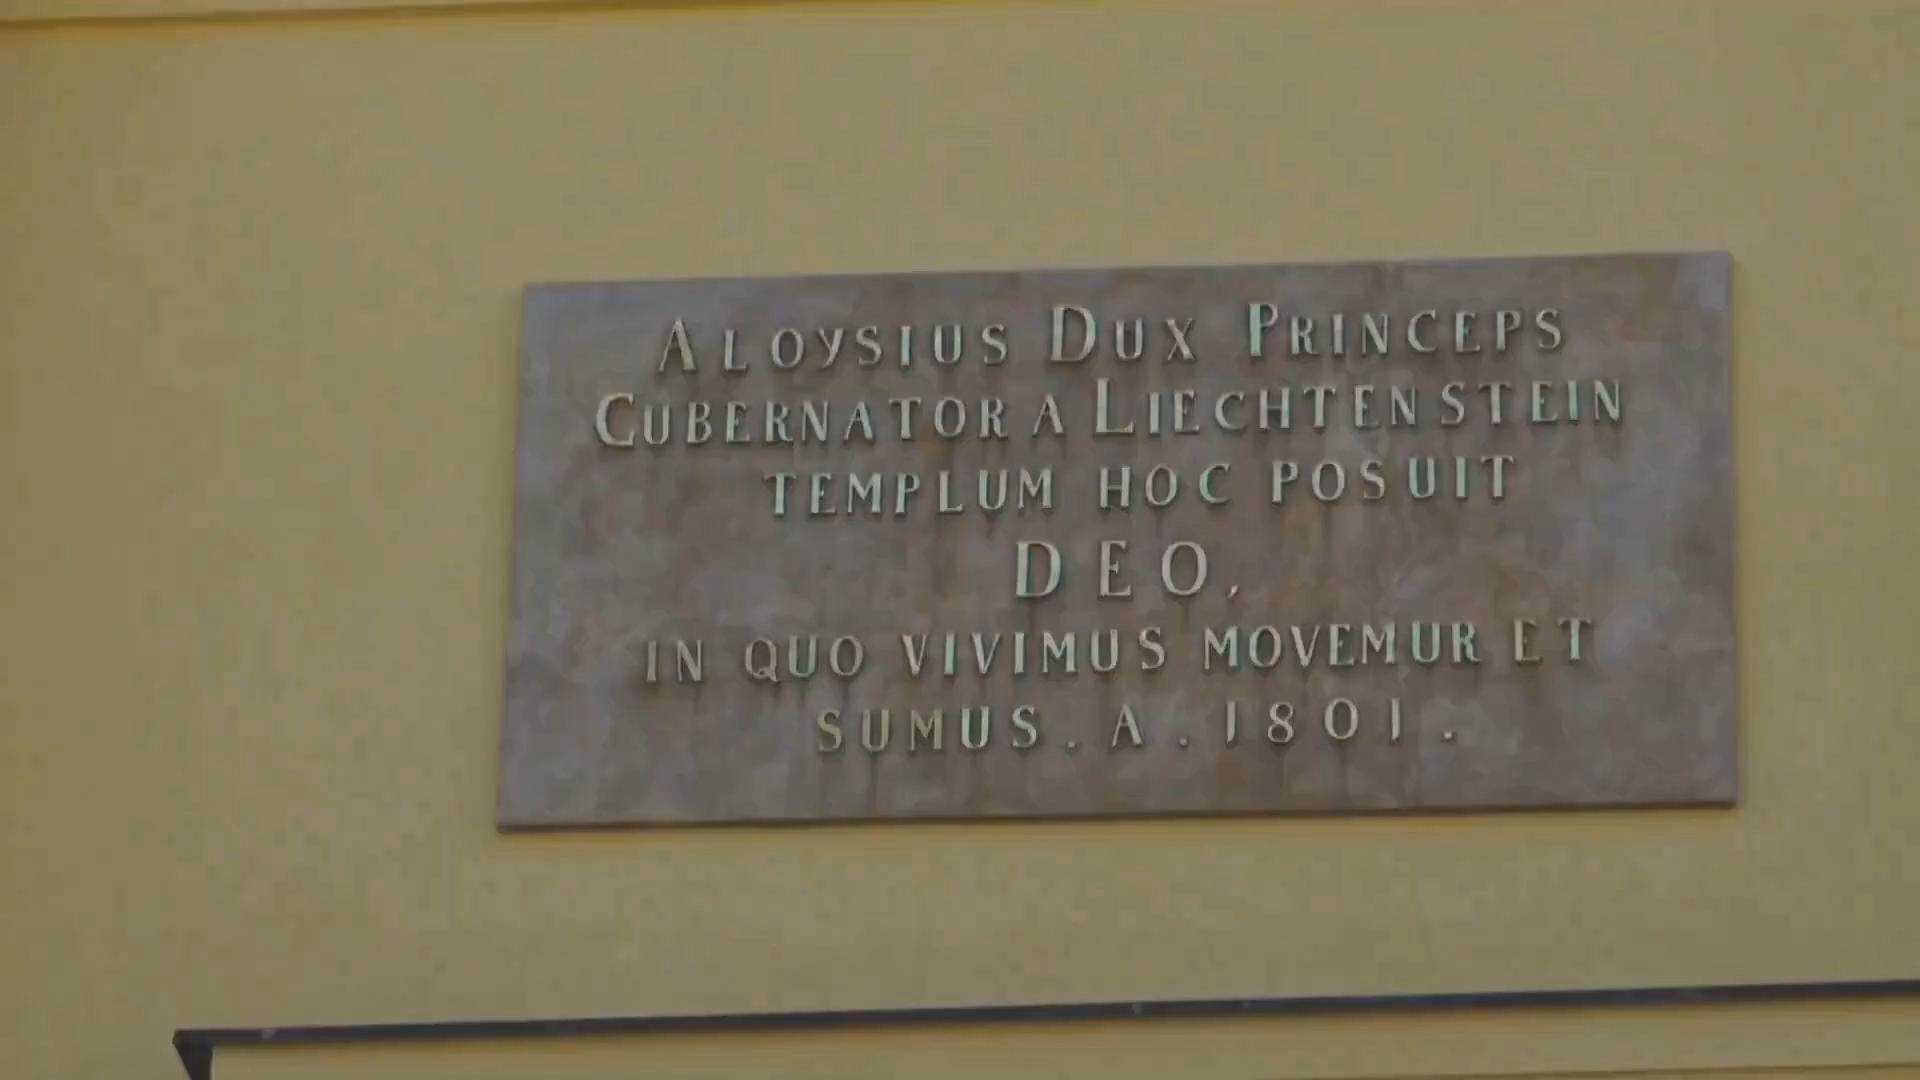 ALOYSIUS DUX PRINCEPS
CUBERNATOR A LIECHTENSTEIN
TEMPLUM HOC POSUIT
DEO,
IN QUO VIVIMUS MOVEMUR ET
SUMUS. A. 1801.